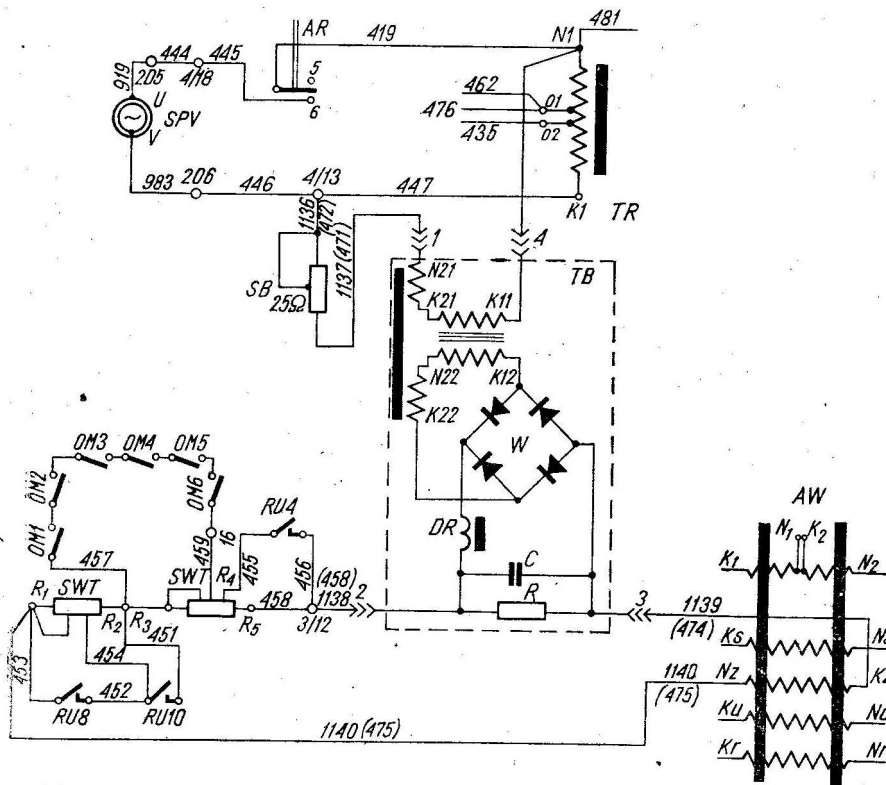 481
AR
419
N1
444
445
919
2D5
4/18
5
6
U
SPV
V
462
01
476
435
02
983
206
446
4/13
447
K1
TR
1136
(472)
1137(471)
1
4
SB
25Ω
N21
TB
K21
K11
N22
K12
K22
W
OM3
OM4
OM5
OM2
OM6
RU4
OM1
459
16
455
456
DR
AW
N1
K2
K1
N2
457
C
SWT
SWT
R4
(458)
1138
2
R
3
1139
(474)
R1
R2
R3
R5
458
3/12
451
454
453
452
RU8
RU10
Ks
1140
(475)
Nz
Ku
Kr
Nr
1140(475)